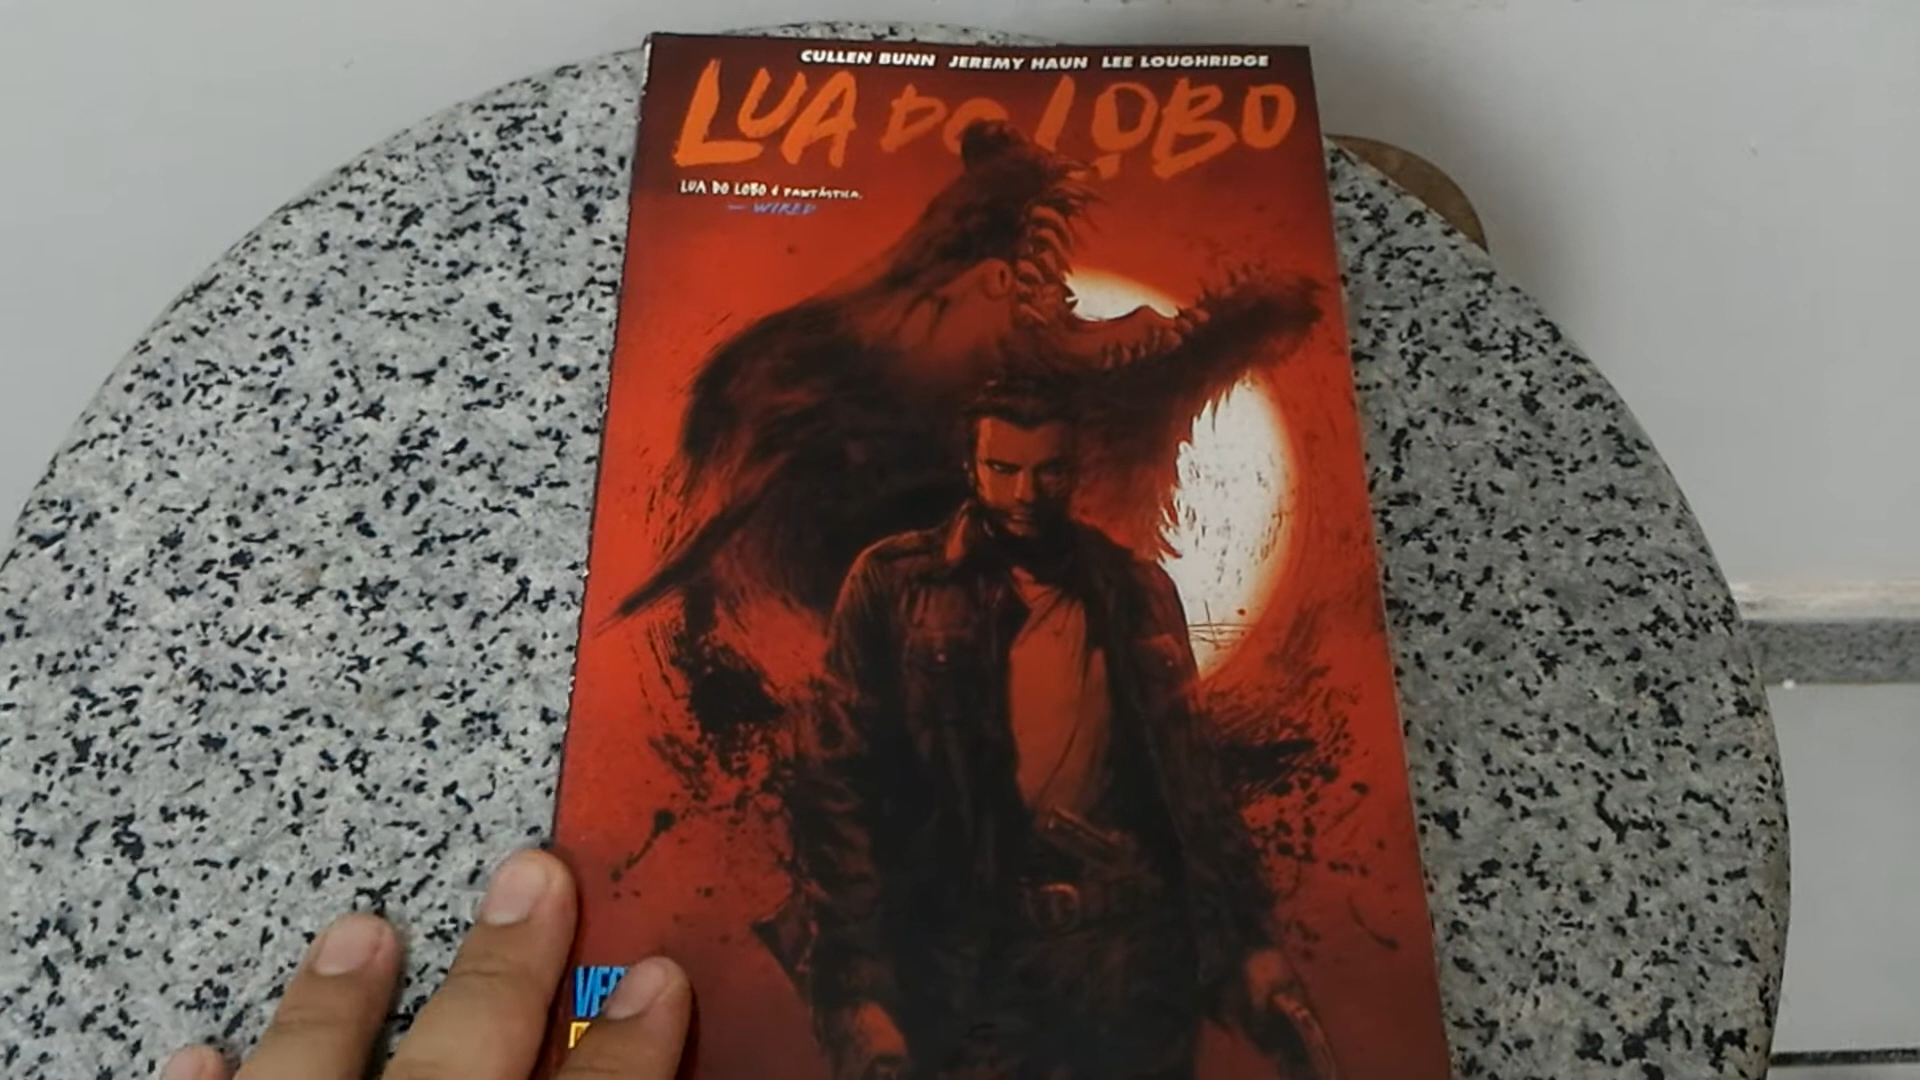 CULLEN BUNN JEREMY HAUN LEE LOUGHRIDGE
LUA DO LOBO
LUA DO LOBO é FANTÁSTICA.
— WIRED